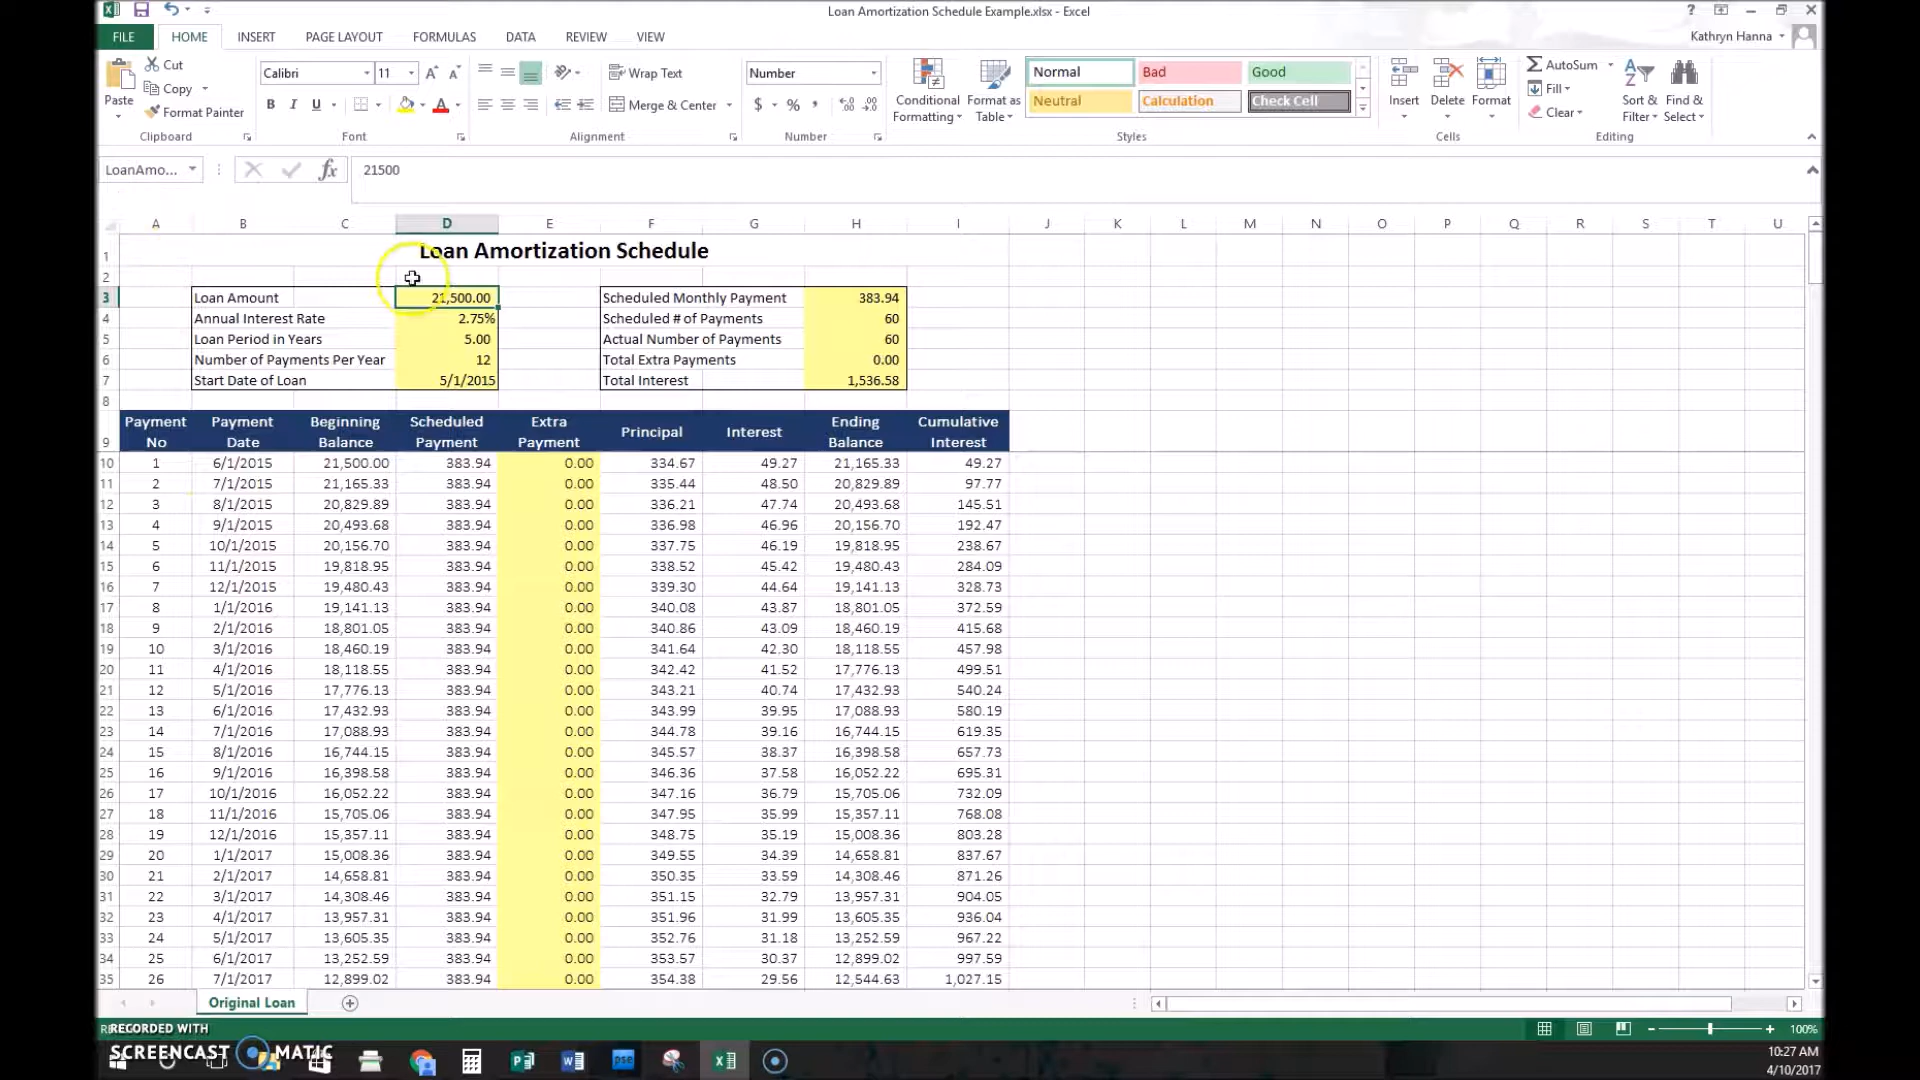 Loan Amortization Schedule Example.xlsx - Excel
?
FILE HOME INSERT PAGE LAYOUT FORMULAS DATA REVIEW VIEW Kathryn Hanna
Cut
Copy
Format Painter
Paste
Clipboard
Calibri 11
B I U
Font
Wrap Text
Merge & Center
Alignment
Number
$ % ,
Number
Conditional Formatting
Format as Table
Normal Bad Good
Neutral Calculation Check Cell
Styles
Insert Delete Format
Cells
AutoSum
Fill
Clear
Sort & Filter
Find & Select
Editing
LoanAmo... fx 21500
A B C D E F G H I J K L M N O P Q R S T U
1 Loan Amortization Schedule
2
3 Loan Amount 21,500.00 Scheduled Monthly Payment 383.94
4 Annual Interest Rate 2.75% Scheduled # of Payments 60
5 Loan Period in Years 5.00 Actual Number of Payments 60
6 Number of Payments Per Year 12 Total Extra Payments 0.00
7 Start Date of Loan 5/1/2015 Total Interest 1,536.58
8
9 Payment No Payment Date Beginning Balance Scheduled Payment Extra Payment Principal Interest Ending Balance Cumulative Interest
10 1 6/1/2015 21,500.00 383.94 0.00 334.67 49.27 21,165.33 49.27
11 2 7/1/2015 21,165.33 383.94 0.00 335.44 48.50 20,829.89 97.77
12 3 8/1/2015 20,829.89 383.94 0.00 336.21 47.74 20,493.68 145.51
13 4 9/1/2015 20,493.68 383.94 0.00 336.98 46.96 20,156.70 192.47
14 5 10/1/2015 20,156.70 383.94 0.00 337.75 46.19 19,818.95 238.67
15 6 11/1/2015 19,818.95 383.94 0.00 338.52 45.42 19,480.43 284.09
16 7 12/1/2015 19,480.43 383.94 0.00 339.30 44.64 19,141.13 328.73
17 8 1/1/2016 19,141.13 383.94 0.00 340.08 43.87 18,801.05 372.59
18 9 2/1/2016 18,801.05 383.94 0.00 340.86 43.09 18,460.19 415.68
19 10 3/1/2016 18,460.19 383.94 0.00 341.64 42.30 18,118.55 457.98
20 11 4/1/2016 18,118.55 383.94 0.00 342.42 41.52 17,776.13 499.51
21 12 5/1/2016 17,776.13 383.94 0.00 343.21 40.74 17,432.93 540.24
22 13 6/1/2016 17,432.93 383.94 0.00 343.99 39.95 17,088.93 580.19
23 14 7/1/2016 17,088.93 383.94 0.00 344.78 39.16 16,744.15 619.35
24 15 8/1/2016 16,744.15 383.94 0.00 345.57 38.37 16,398.58 657.73
25 16 9/1/2016 16,398.58 383.94 0.00 346.36 37.58 16,052.22 695.31
26 17 10/1/2016 16,052.22 383.94 0.00 347.16 36.79 15,705.06 732.09
27 18 11/1/2016 15,705.06 383.94 0.00 347.95 35.99 15,357.11 768.08
28 19 12/1/2016 15,357.11 383.94 0.00 348.75 35.19 15,008.36 803.28
29 20 1/1/2017 15,008.36 383.94 0.00 349.55 34.39 14,658.81 837.67
30 21 2/1/2017 14,658.81 383.94 0.00 350.35 33.59 14,308.46 871.26
31 22 3/1/2017 14,308.46 383.94 0.00 351.15 32.79 13,957.31 904.05
32 23 4/1/2017 13,957.31 383.94 0.00 351.96 31.99 13,605.35 936.04
33 24 5/1/2017 13,605.35 383.94 0.00 352.76 31.18 13,252.59 967.22
34 25 6/1/2017 13,252.59 383.94 0.00 353.57 30.37 12,899.02 997.59
35 26 7/1/2017 12,899.02 383.94 0.00 354.38 29.56 12,544.63 1,027.15
Original Loan
100%
RECORDED WITH
SCREENCAST MATIC
pse
10:27 AM
4/10/2017